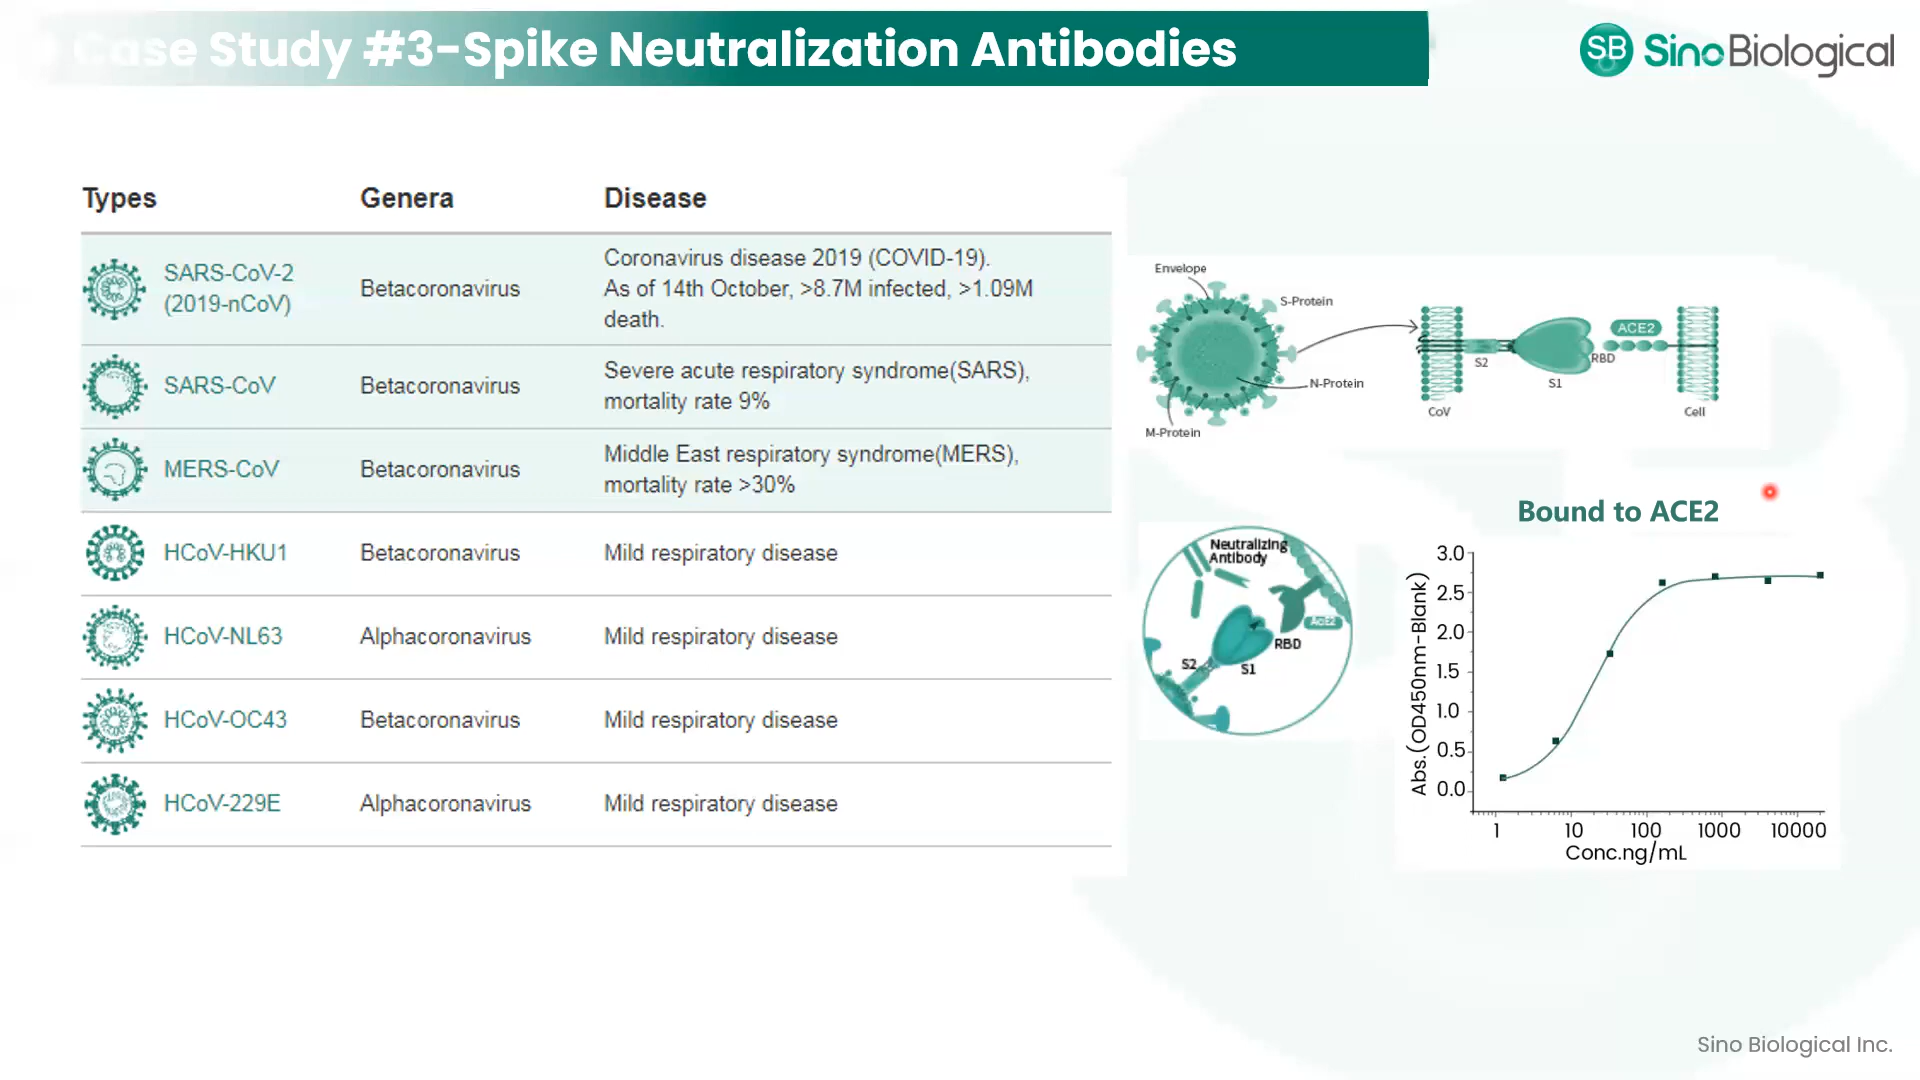 Case Study #3-Spike Neutralization Antibodies
SB SinoBiological
Types Genera Disease
SARS-CoV-2
(2019-nCoV)
Betacoronavirus
Coronavirus disease 2019 (COVID-19).
As of 14th October, >8.7M infected, >1.09M
death.
SARS-CoV
Betacoronavirus
Severe acute respiratory syndrome(SARS),
mortality rate 9%
MERS-CoV
Betacoronavirus
Middle East respiratory syndrome(MERS),
mortality rate >30%
HCoV-HKU1 Betacoronavirus Mild respiratory disease
HCoV-NL63 Alphacoronavirus Mild respiratory disease
HCoV-OC43 Betacoronavirus Mild respiratory disease
HCoV-229E Alphacoronavirus Mild respiratory disease
Envelope
S-Protein
N-Protein
M-Protein
CoV
S2
S1
RBD
ACE2
Cell
Neutralizing
Antibody
ACE2
RBD
S2
S1
Bound to ACE2
Abs.(OD450nm-Blank)
3.0
2.5
2.0
1.5
1.0
0.5
0.0
1 10 100 1000 10000
Conc.ng/mL
Sino Biological Inc.